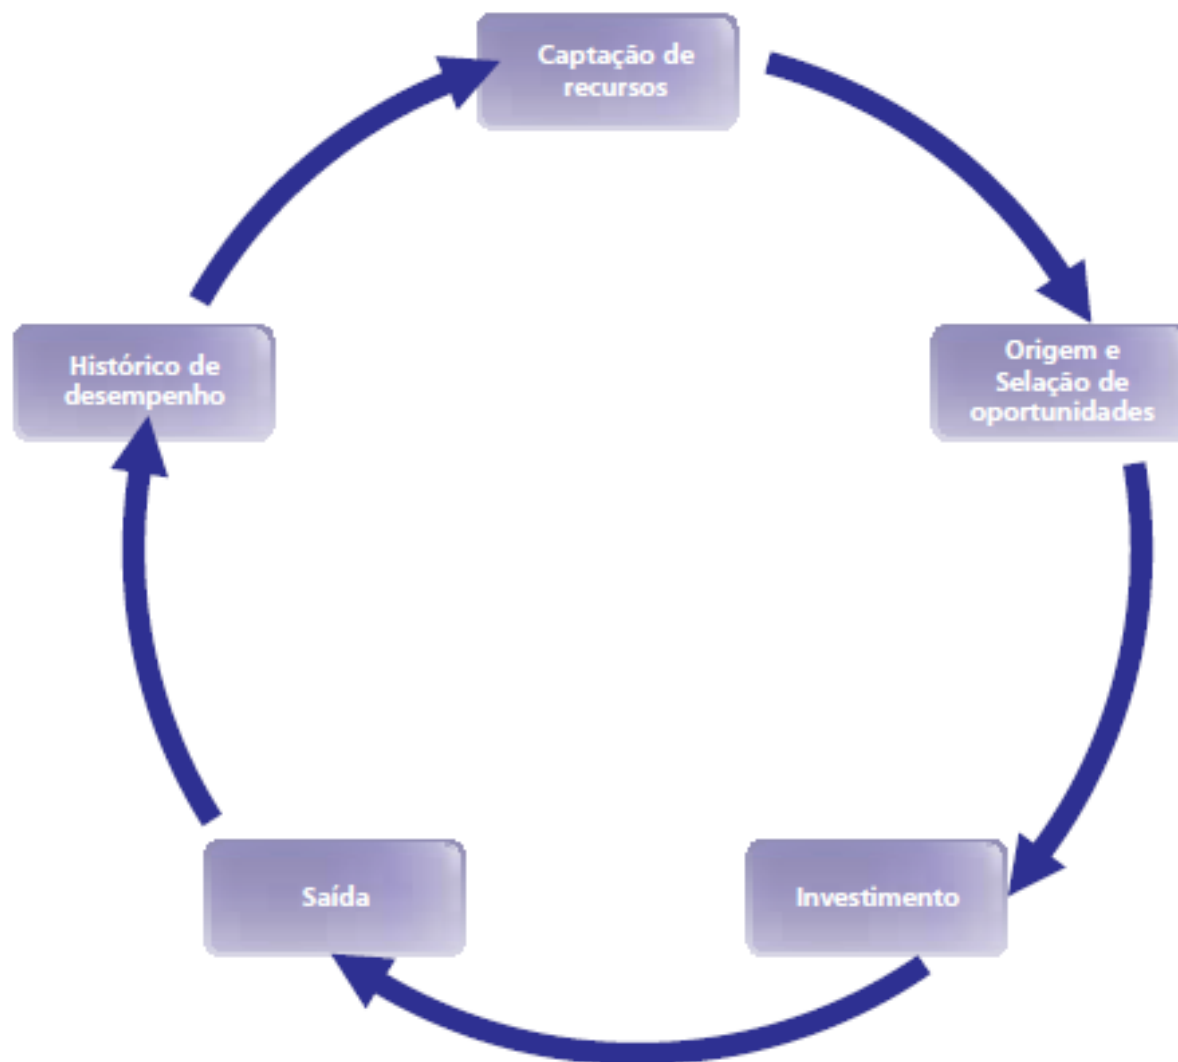 Captação de
recursos
Origem e
Selação de
oportunidades
Investimento
Saída
Histórico de
desempenho